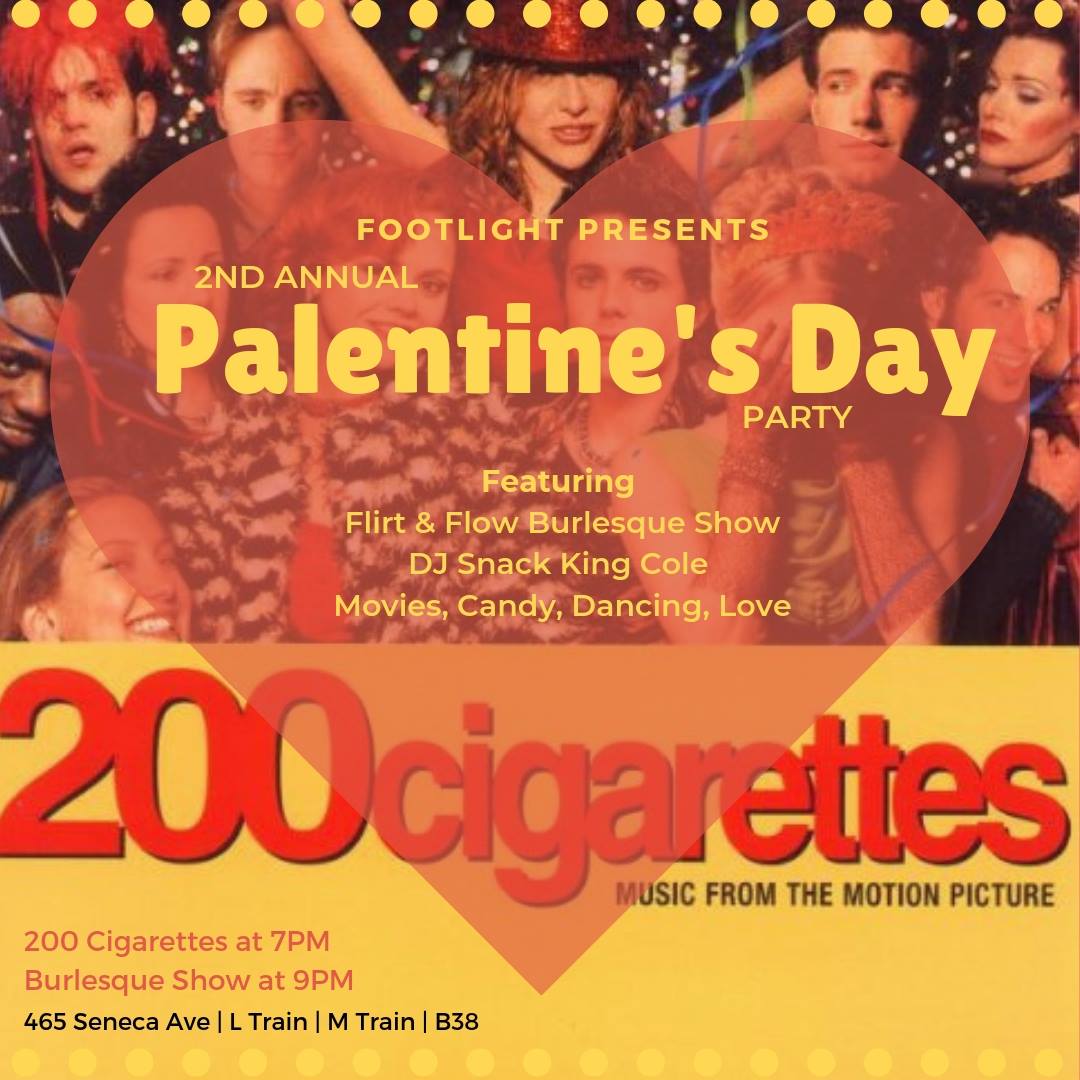 FOOTLIGHT PRESENTS
2ND ANNUAL
Palentine's Day
PARTY
Featuring
Flirt & Flow Burlesque Show
DJ Snack King Cole
Movies, Candy, Dancing, Love
200 cigarettes
MUSIC FROM THE MOTION PICTURE
200 Cigarettes at 7PM
Burlesque Show at 9PM
465 Seneca Ave | L Train | M Train | B38